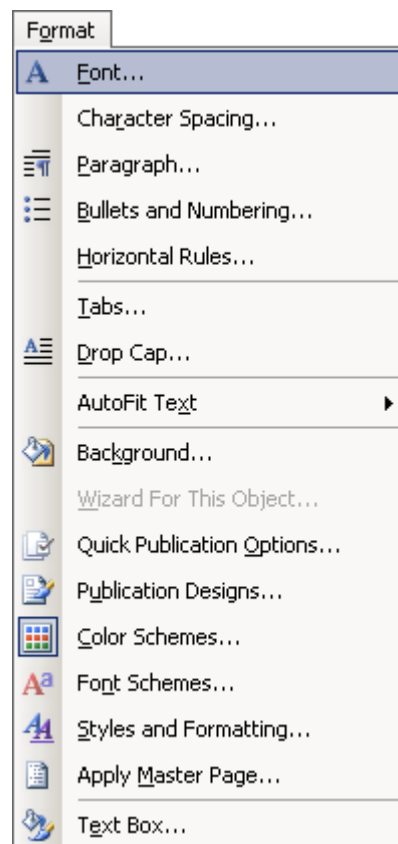 Format
Font...
Character Spacing...
Paragraph...
Bullets and Numbering...
Horizontal Rules...
Tabs...
Drop Cap...
AutoFit Text
Background...
Wizard For This Object...
Quick Publication Options...
Publication Designs...
Color Schemes...
Font Schemes...
Styles and Formatting...
Apply Master Page...
Text Box...